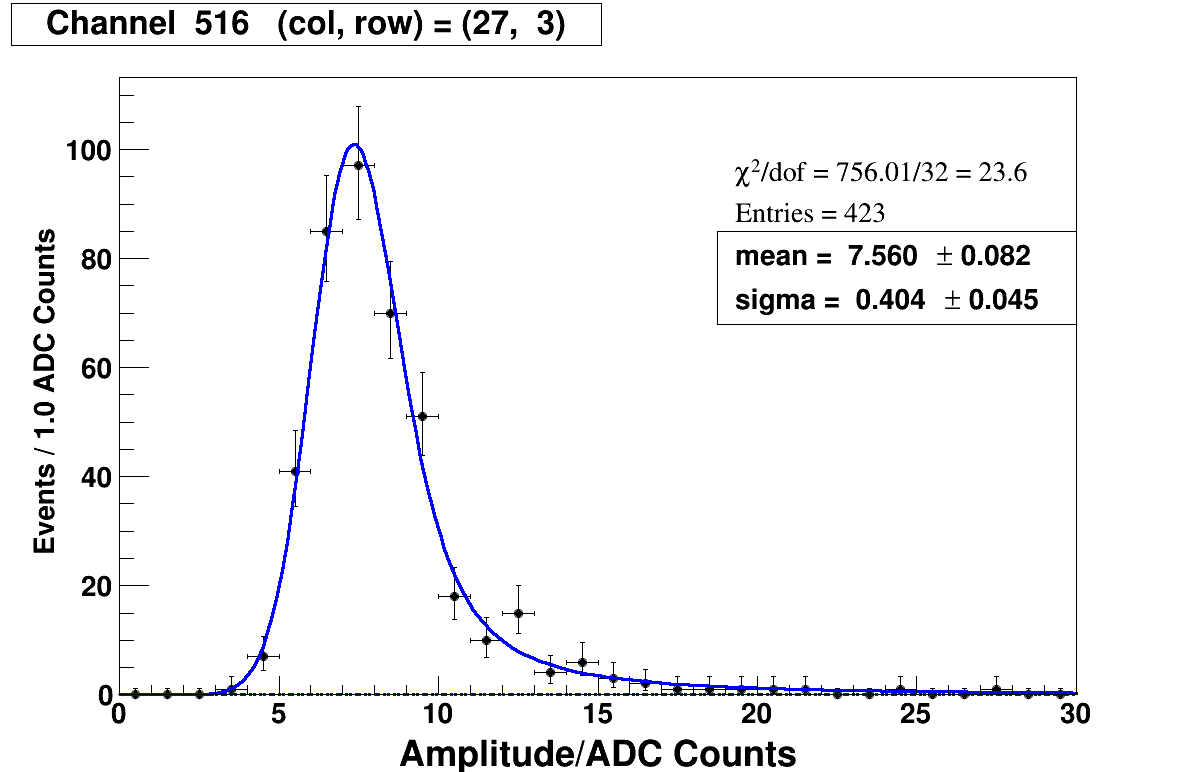 Channel 516 (col, row) = (27, 3)
χ²/dof = 756.01/32 = 23.6
Entries = 423
mean = 7.560 ± 0.082
sigma = 0.404 ± 0.045
Events / 1.0 ADC Counts
100
80
60
40
20
0
0 5 10 15 20 25 30
Amplitude/ADC Counts